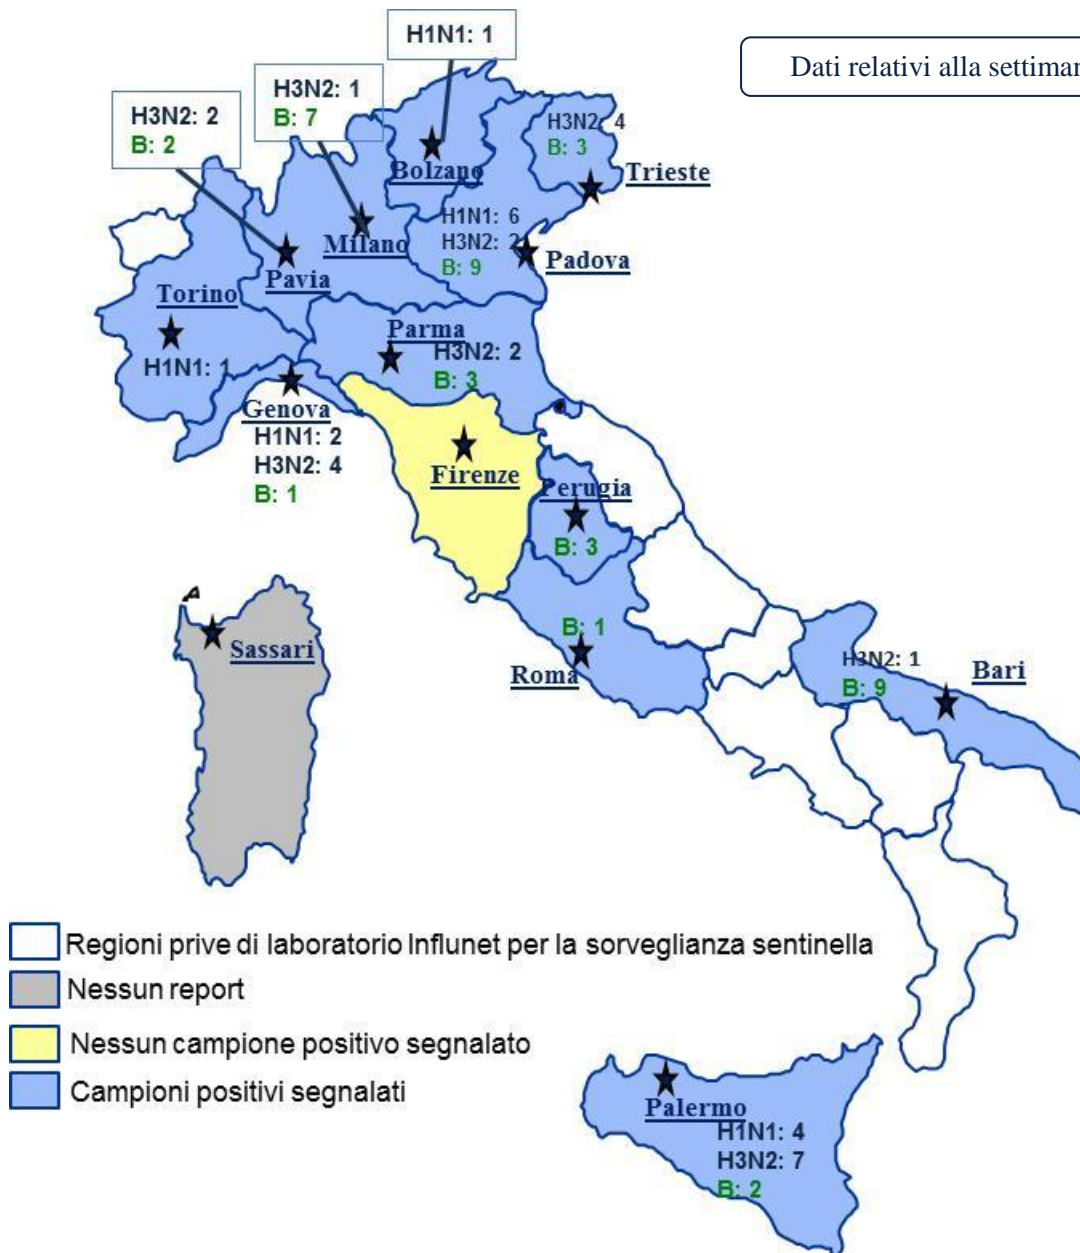 H1N1: 1
Dati relativi alla
H3N2: 1
B: 7
H3N2: 2
B: 2
H3N2: 4
B: 3
Bolzano
Trieste
H1N1: 6
H3N2: 2
B: 9
Milano
Padova
Pavia
Torino
H1N1: 1
Parma
H3N2: 2
B: 3
Genova
H1N1: 2
H3N2: 4
B: 1
Firenze
Perugia
B: 3
B: 1
Roma
Sassari
H3N2: 1
B: 9
Bari
Regioni prive di laboratorio Influnet per la sorveglianza sentinella
Nessun report
Nessun campione positivo segnalato
Campioni positivi segnalati
Palermo
H1N1: 4
H3N2: 7
B: 2